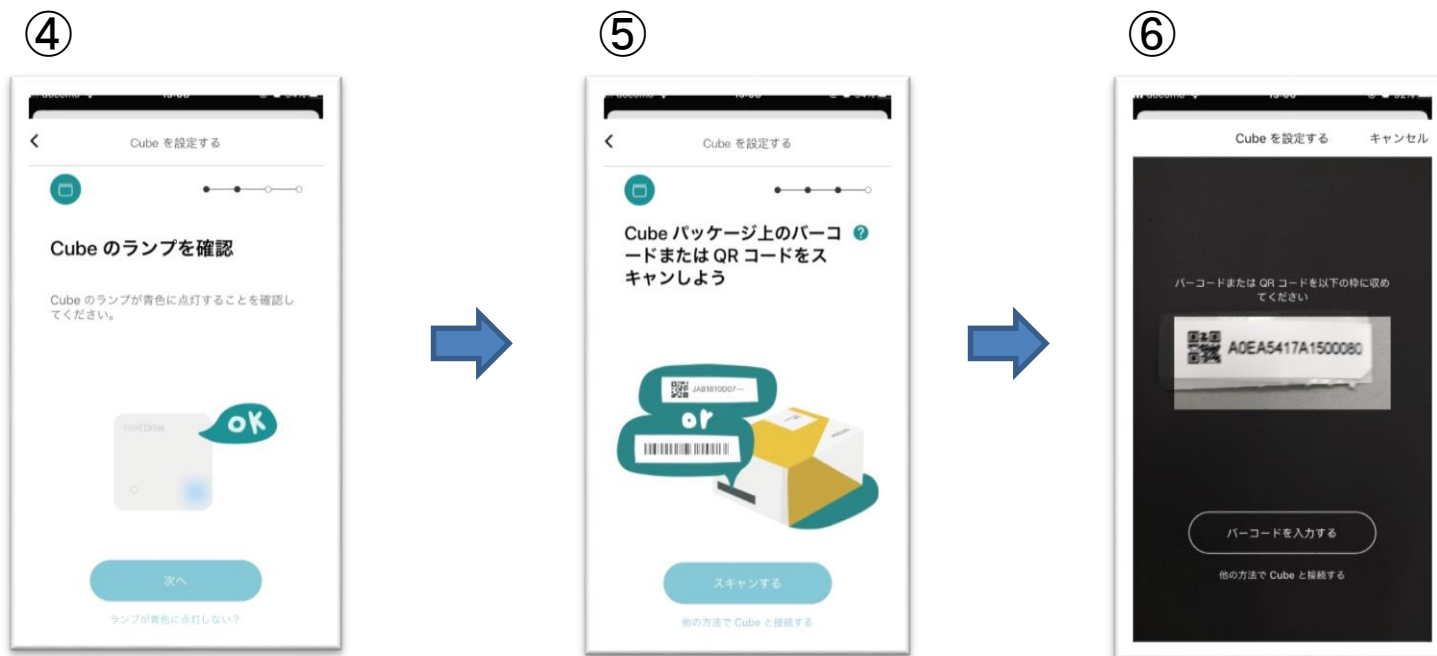 ④
⑤
⑥
Cube を設定する
Cube のランプを確認
Cube のランプが青色に点灯することを確認し
てください。
nextDrive
OK
次へ
ランプが青色に点灯しない？
Cube を設定する
Cube パッケージ上のバーコ
ードまたは QR コードをス
キャンしよう
?
JAB1810D07
or
スキャンする
他の方法で Cube と接続する
Cube を設定する
キャンセル
バーコードまたは QR コードを以下の枠に収め
てください
A0EA5417A1500080
バーコードを入力する
他の方法で Cube と接続する